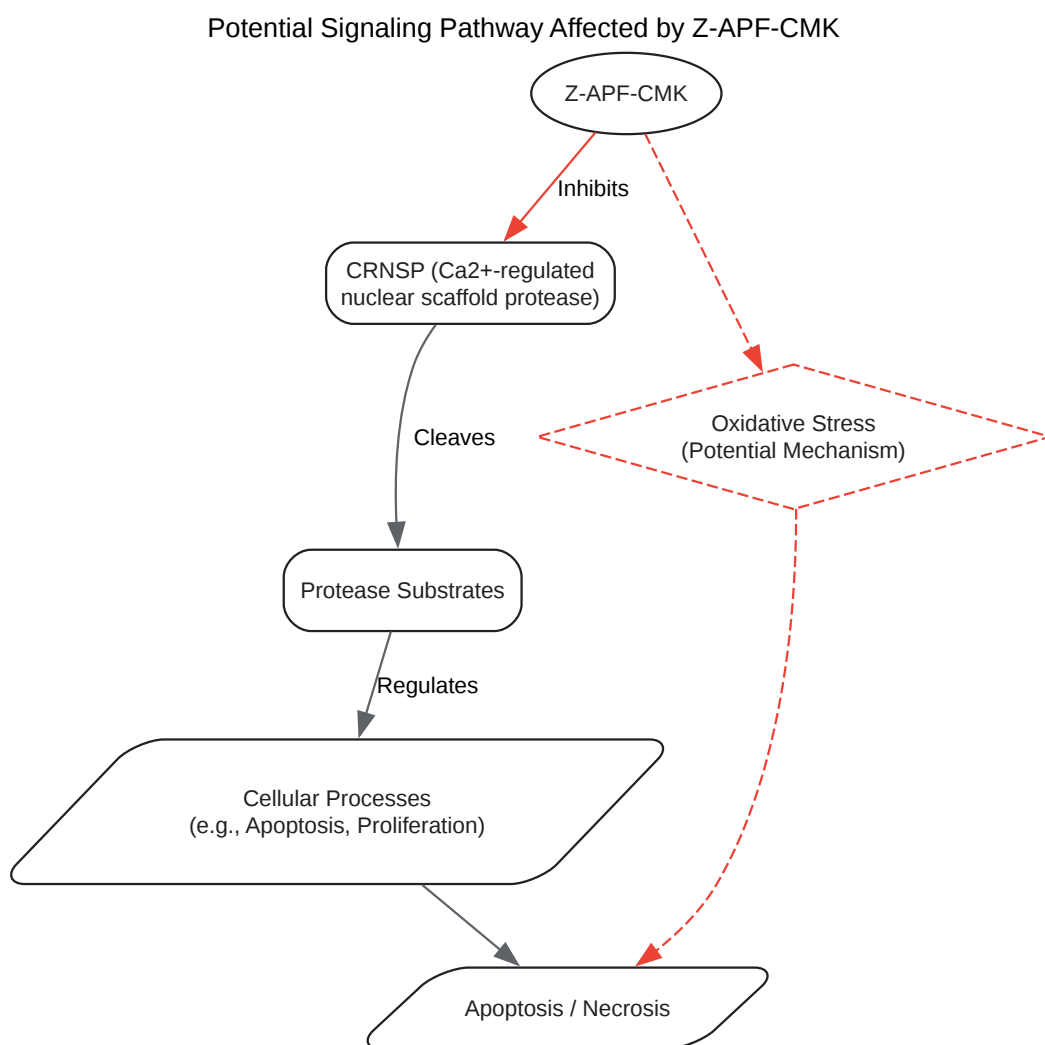 Potential Signaling Pathway Affected by Z-APF-CMK
Z-APF-CMK
Inhibits
CRNSP (Ca2+-regulated
nuclear scaffold protease)
Oxidative Stress
(Potential Mechanism)
Cleaves
Protease Substrates
Regulates
Cellular Processes
(e.g., Apoptosis, Proliferation)
Apoptosis / Necrosis